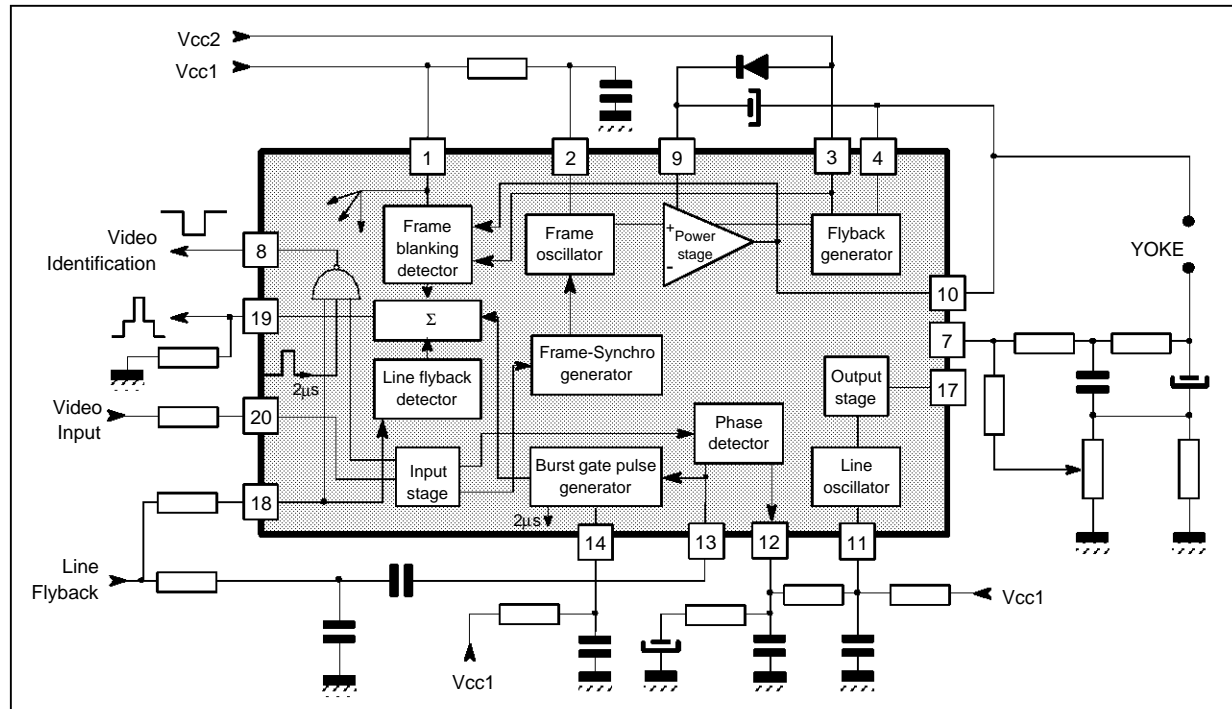 Vcc2
Vcc1
1
2
9
3
4
Video
Identification
8
Frame
blanking
detector
Frame
oscillator
+
-
Power
stage
Flyback
generator
YOKE
10
19
Σ
7
2µs
Line flyback
detector
Frame-Synchro
generator
Output
stage
17
Video
Input
20
Phase
detector
Input
stage
Burst gate pulse
generator
Line
oscillator
18
2µs
14
13
12
11
Line
Flyback
Vcc1
Vcc1